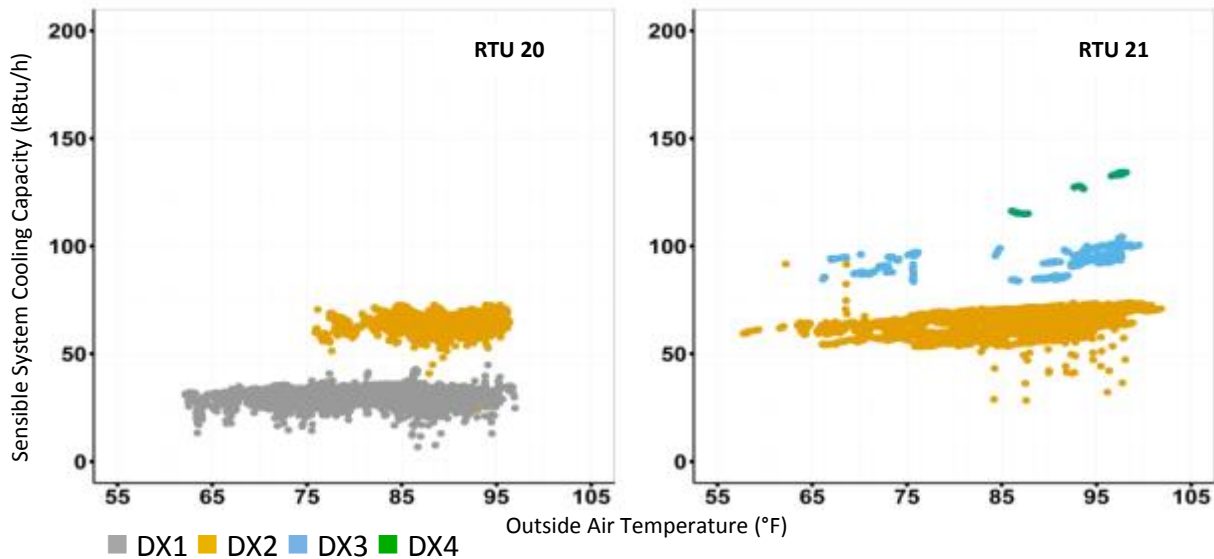 Sensible System Cooling Capacity (kBtu/h)
RTU 20
200
150
100
50
0
55 65 75 85 95 105
RTU 21
200
150
100
50
0
55 65 75 85 95 105
Outside Air Temperature (°F)
DX1 DX2 DX3 DX4